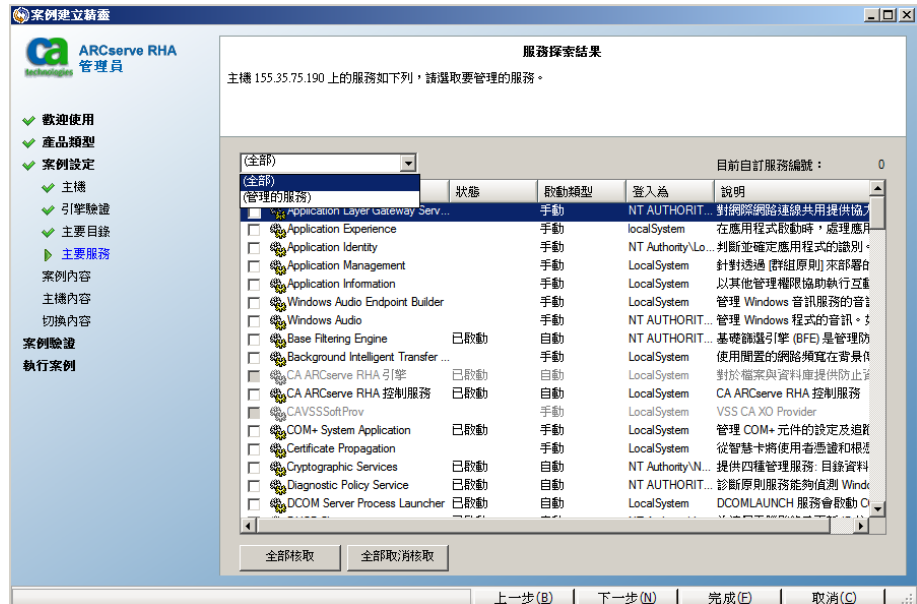 案例建立精靈
ca technologies
ARCserve RHA
管理員
歡迎使用
產品類型
案例設定
主機
引擎驗證
主要目錄
主要服務
案例內容
主機內容
切換內容
案例驗證
執行案例
服務探索結果
主機 155.35.75.190 上的服務如下列，請選取要管理的服務。
(全部)
目前自訂服務編號： 0
(全部)
(管理的服務)
狀態 啟動類型 登入為 說明
Application Layer Gateway Serv... 手動 NT AUTHORIT... 對網際網路連線共用提供協力
Application Experience 手動 localSystem 在應用程式啟動時，處理應用
Application Identity 手動 NT Authority\Lo... 判斷並確定應用程式的識別。
Application Management 手動 LocalSystem 針對透過 [群組原則] 來部署的
Application Information 手動 LocalSystem 以其他管理權限協助執行互動
Windows Audio Endpoint Builder 手動 LocalSystem 管理 Windows 音訊服務的音訊
Windows Audio 手動 NT AUTHORIT... 管理 Windows 程式的音訊。
Base Filtering Engine 已啟動 自動 NT AUTHORIT... 基礎篩選引擎 (BFE) 是管理防
Background Intelligent Transfer ... 手動 LocalSystem 使用閒置的網路頻寬在背景傳
CA ARCserve RHA 引擎 已啟動 自動 LocalSystem 對於檔案與資料庫提供防止資
CA ARCserve RHA 控制服務 已啟動 自動 LocalSystem CA ARCserve RHA 控制服務
CAVSSSoftProv 手動 LocalSystem VSS CA XO Provider
COM+ System Application 已啟動 手動 LocalSystem 管理 COM+ 元件的設定及追蹤
Certificate Propagation 手動 LocalSystem 從智慧卡將使用者憑證和根憑
Cryptographic Services 已啟動 自動 NT Authority\N... 提供四種管理服務: 目錄資料
Diagnostic Policy Service 已啟動 自動 NT AUTHORIT... 診斷原則服務能夠偵測 Windo
DCOM Server Process Launcher 已啟動 自動 LocalSystem DCOMLAUNCH 服務會啟動
全部核取
全部取消核取
上一步(B)
下一步(N)
完成(F)
取消(C)